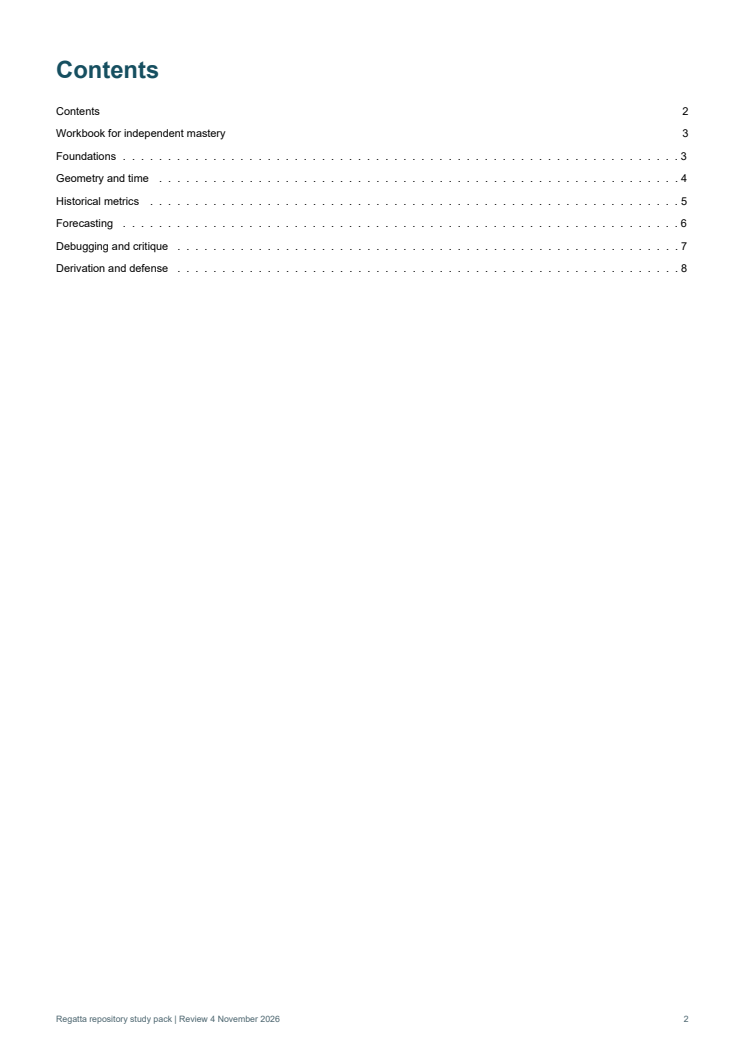 Contents
Contents 2
Workbook for independent mastery 3
Foundations . . . . . . . . . . . . . . . . . . . . . . . . . . . . . . . . . . . . . . . . . . . . . . . . . . . . . . . . . . . . . . 3
Geometry and time . . . . . . . . . . . . . . . . . . . . . . . . . . . . . . . . . . . . . . . . . . . . . . . . . . . . . . . . . . 4
Historical metrics . . . . . . . . . . . . . . . . . . . . . . . . . . . . . . . . . . . . . . . . . . . . . . . . . . . . . . . . . . . 5
Forecasting . . . . . . . . . . . . . . . . . . . . . . . . . . . . . . . . . . . . . . . . . . . . . . . . . . . . . . . . . . . . . . 6
Debugging and critique . . . . . . . . . . . . . . . . . . . . . . . . . . . . . . . . . . . . . . . . . . . . . . . . . . . . . . . . 7
Derivation and defense . . . . . . . . . . . . . . . . . . . . . . . . . . . . . . . . . . . . . . . . . . . . . . . . . . . . . . . . 8
Regatta repository study pack | Review 4 November 2026 2